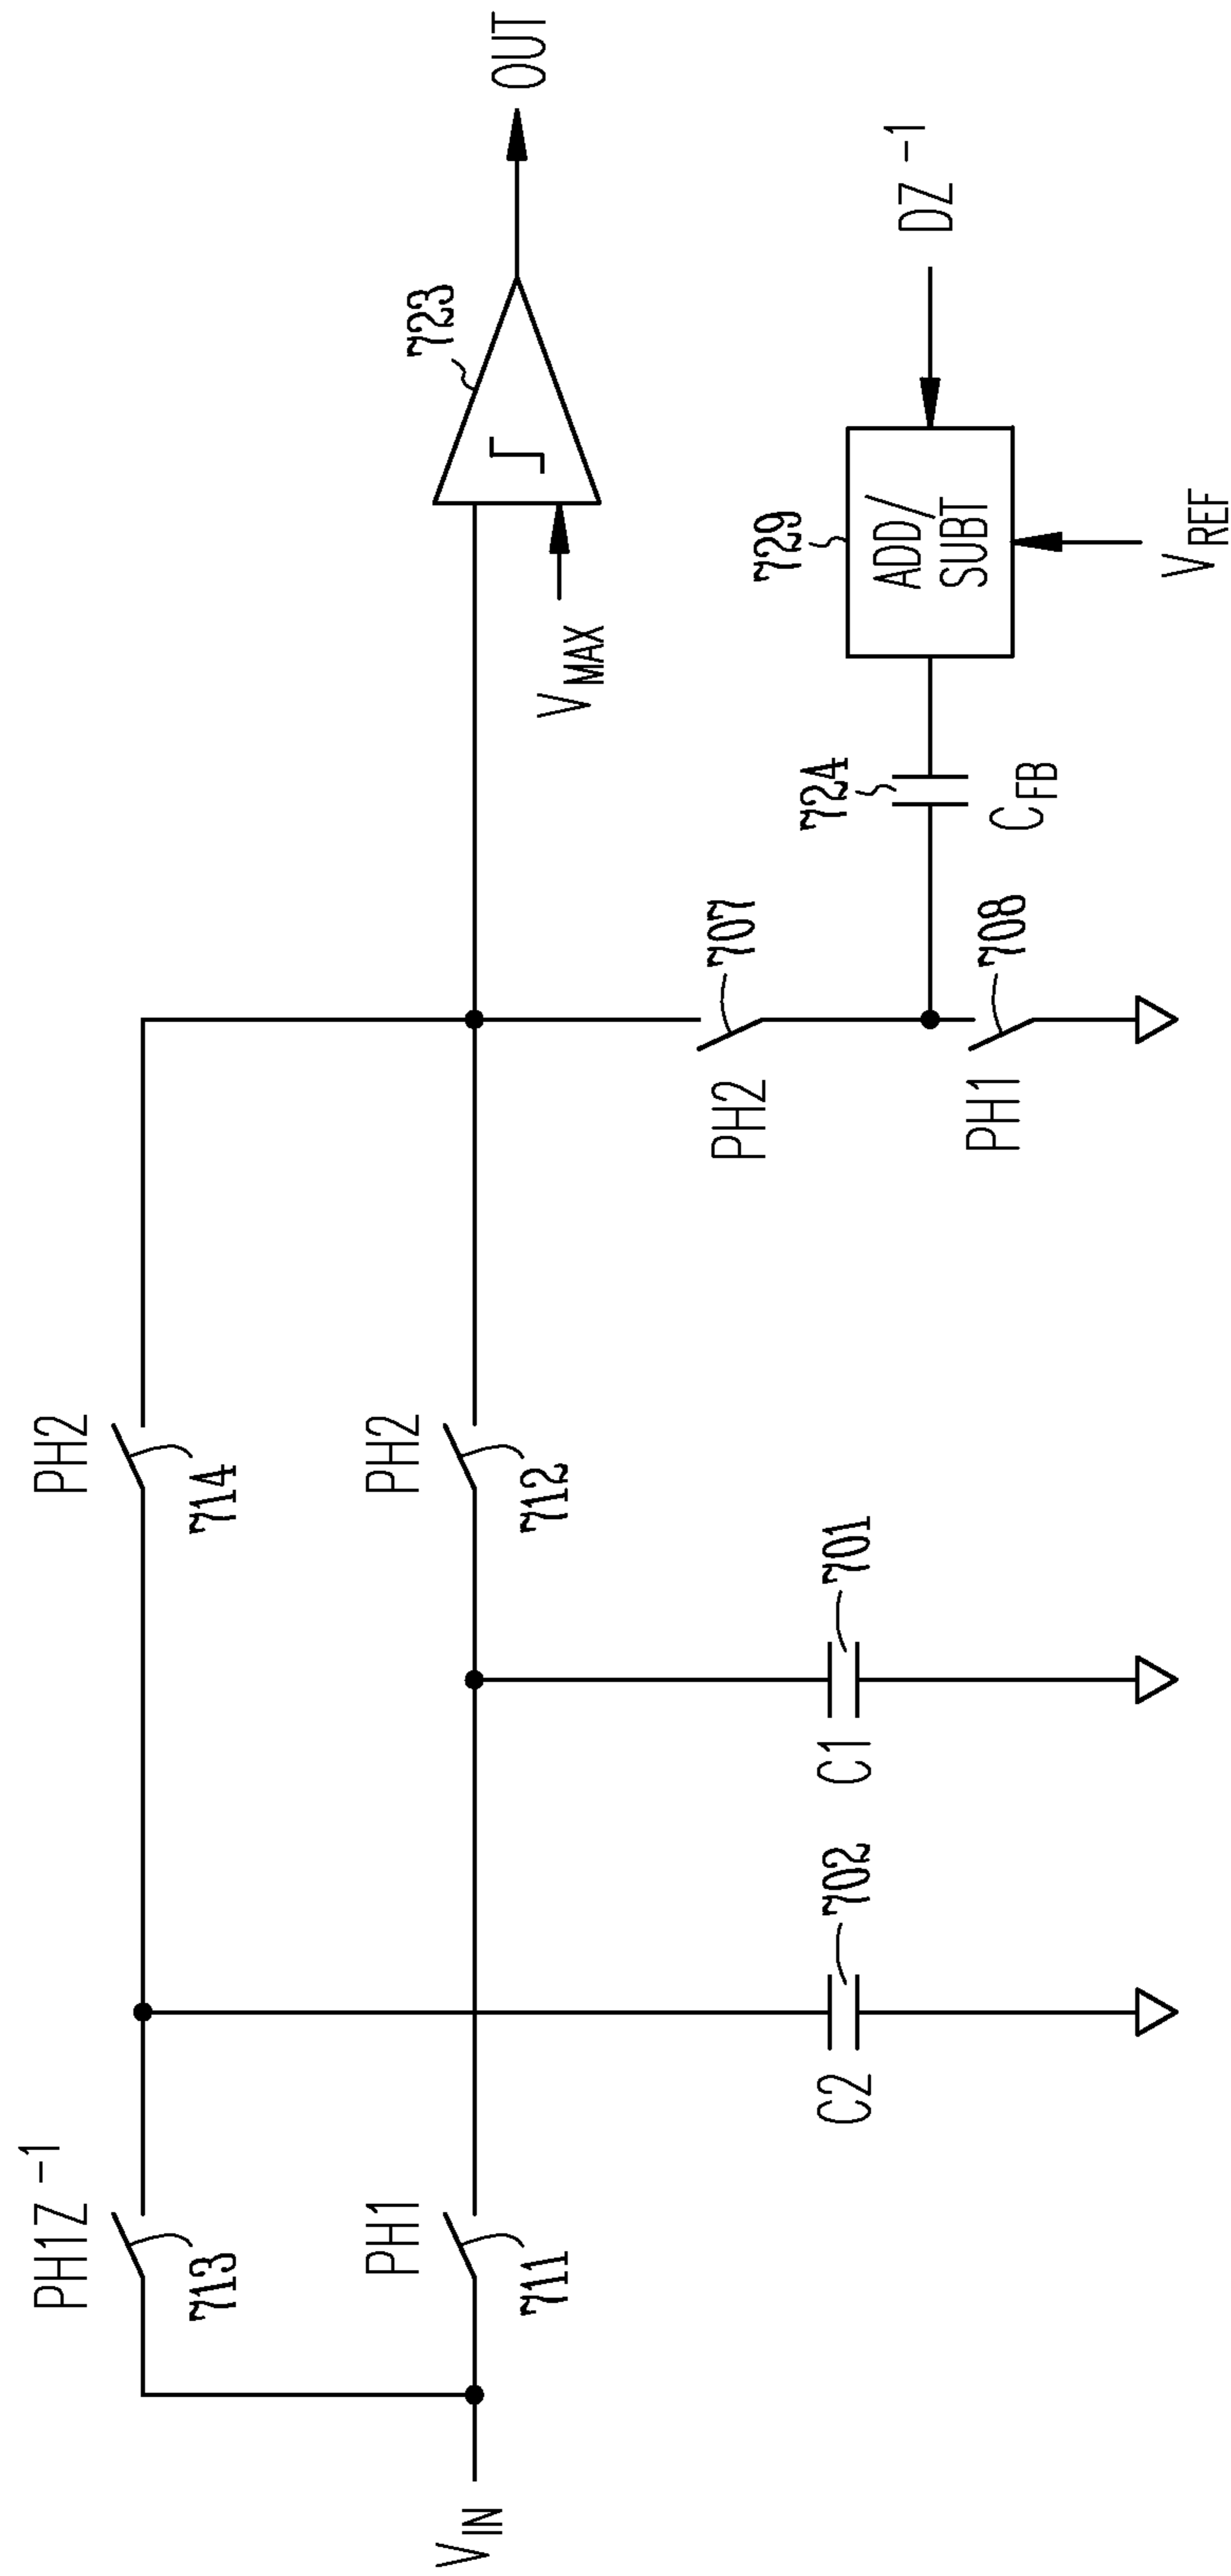 PH1Z⁻¹
713
PH2
714
V_IN
PH1
711
PH2
712
723
OUT
V_MAX
C2
702
C1
701
PH2
707
724
C_FB
729
ADD/
SUBT
DZ⁻¹
PH1
708
V_REF